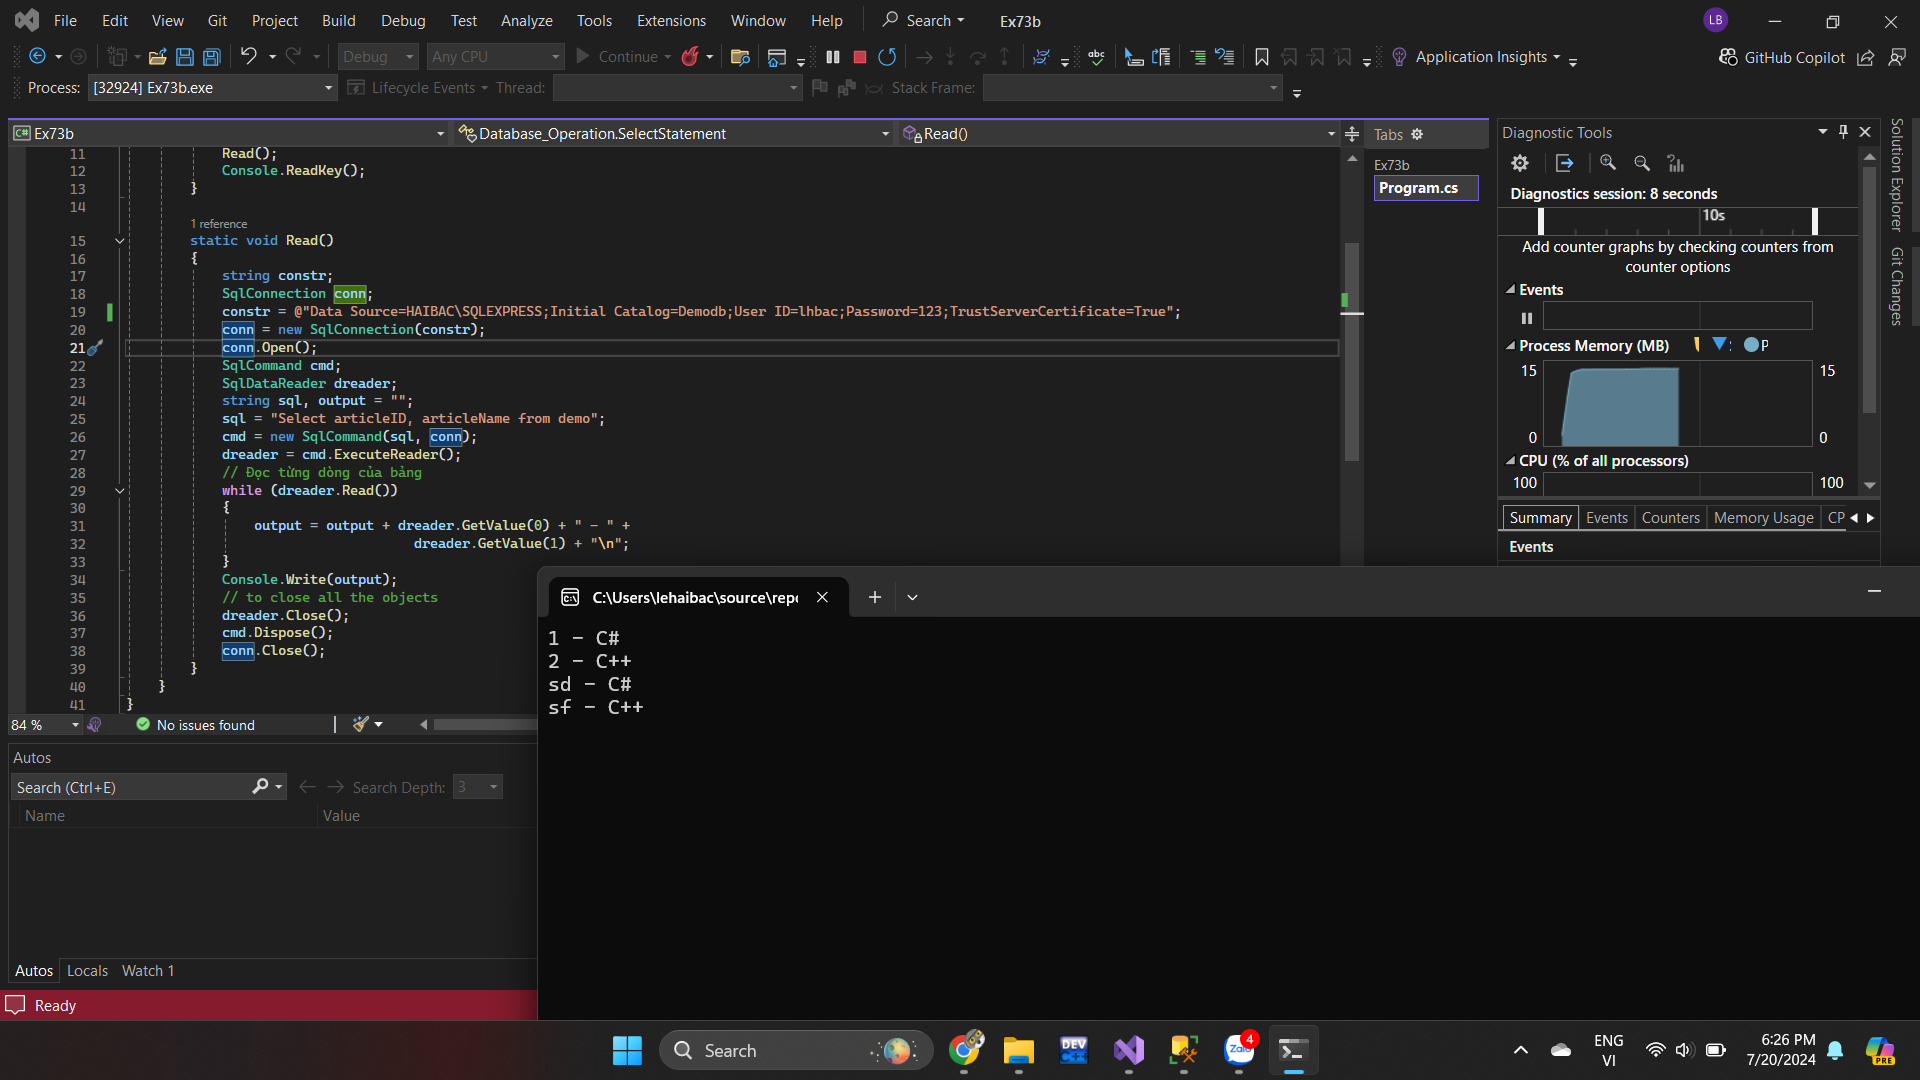 File Edit View Git Project Build Debug Test Analyze Tools Extensions Window Help Search Ex73b LB
Debug Any CPU Continue abc Application Insights GitHub Copilot
Process: [32924] Ex73b.exe Lifecycle Events Thread: Stack Frame:
C# Ex73b Database_Operation.SelectStatement Read()
11 Read();
12 Console.ReadKey();
13 }
14
1 reference
15 static void Read()
16 {
17 string constr;
18 SqlConnection conn;
19 constr = @"Data Source=HAIBAC\SQLEXPRESS;Initial Catalog=Demodb;User ID=lhbac;Password=123;TrustServerCertificate=True";
20 conn = new SqlConnection(constr);
21 conn.Open();
22 SqlCommand cmd;
23 SqlDataReader dreader;
24 string sql, output = "";
25 sql = "Select articleID, articleName from demo";
26 cmd = new SqlCommand(sql, conn);
27 dreader = cmd.ExecuteReader();
28 // Đọc từng dòng của bảng
29 while (dreader.Read())
30 {
31 output = output + dreader.GetValue(0) + " - " +
32 dreader.GetValue(1) + "\n";
33 }
34 Console.Write(output);
35 // to close all the objects
36 dreader.Close();
37 cmd.Dispose();
38 conn.Close();
39 }
40 }
41 }
84 % No issues found
Tabs
Ex73b
Program.cs
Diagnostic Tools
Diagnostics session: 8 seconds
10s
Add counter graphs by checking counters from
counter options
Events
Process Memory (MB) P
15 15
0 0
CPU (% of all processors)
100 100
Summary Events Counters Memory Usage CP
Events
Solution Explorer
Git Changes
Autos
Search (Ctrl+E) Search Depth: 3
Name Value
Autos Locals Watch 1
Ready
C:\Users\lehaibac\source\repo
1 - C#
2 - C++
sd - C#
sf - C++
Search
DEV
C++
Zalo
4
ENG
VI
6:26 PM
7/20/2024
PRE